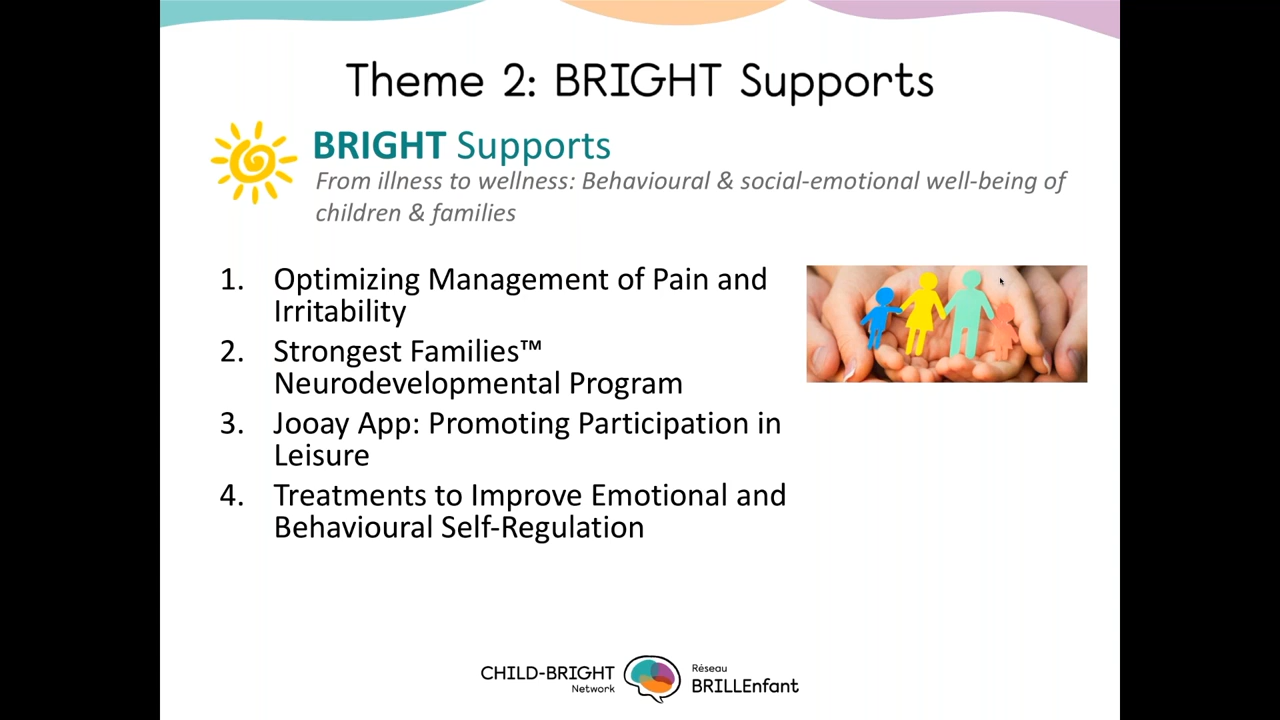 Theme 2: BRIGHT Supports
BRIGHT Supports
From illness to wellness: Behavioural & social-emotional well-being of
children & families
1. Optimizing Management of Pain and
Irritability
2. Strongest Families™
Neurodevelopmental Program
3. Jooay App: Promoting Participation in
Leisure
4. Treatments to Improve Emotional and
Behavioural Self-Regulation
CHILD-BRIGHT
Network
Réseau
BRILLEnfant